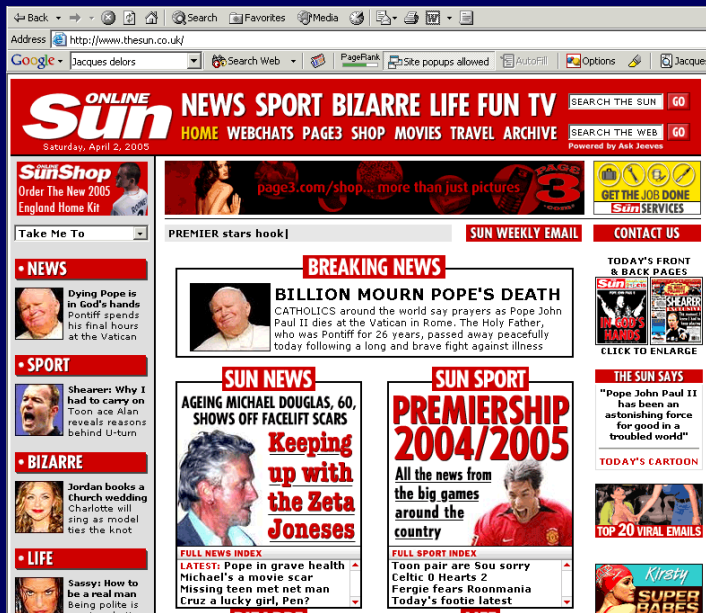 Back
Search
Favorites
Media
Address
http://www.thesun.co.uk/
Google
Jacques delors
Search Web
PageRank
Site popups allowed
AutoFill
Options
Jacque
ONLINE
Sun
Saturday, April 2, 2005
NEWS SPORT BIZARRE LIFE FUN TV
HOME WEBCHATS PAGE3 SHOP MOVIES TRAVEL ARCHIVE
SEARCH THE SUN GO
SEARCH THE WEB GO
Powered by Ask Jeeves
ONLINE
SunShop
Order The New 2005
England Home Kit
page3.com/shop... more than just pictures
PAGE
3
.com
GET THE JOB DONE
Sun SERVICES
Take Me To
PREMIER stars hook
SUN WEEKLY EMAIL
CONTACT US
• NEWS
Dying Pope is
in God's hands
Pontiff spends
his final hours
at the Vatican
• SPORT
Shearer: Why I
had to carry on
Toon ace Alan
reveals reasons
behind U-turn
• BIZARRE
Jordan books a
Church wedding
Charlotte will
sing as model
ties the knot
• LIFE
Sassy: How to
be a real man
Being polite is
BREAKING NEWS
BILLION MOURN POPE'S DEATH
CATHOLICS around the world say prayers as Pope John
Paul II dies at the Vatican in Rome. The Holy Father,
who was Pontiff for 26 years, passed away peacefully
today following a long and brave fight against illness
SUN NEWS
AGEING MICHAEL DOUGLAS, 60,
SHOWS OFF FACELIFT SCARS
Keeping
up with
the Zeta
Joneses
FULL NEWS INDEX
LATEST: Pope in grave health
Michael's a movie scar
Missing teen met net man
Cruz a lucky girl, Pen?
BIZARRE
SUN SPORT
PREMIERSHIP
2004/2005
All the news from
the big games
around the
country
FULL SPORT INDEX
Toon pair are Sou sorry
Celtic 0 Hearts 2
Fergie fears Roonmania
Today's footie latest
LIFE
TODAY'S FRONT
& BACK PAGES
Sun
IN GOD'S
HANDS
SHEARER
EXCLUSIVE
CLICK TO ENLARGE
THE SUN SAYS
"Pope John Paul II
has been an
astonishing force
for good in a
troubled world"
TODAY'S CARTOON
TOP 20 VIRAL EMAILS
Kirsty
SUPER
BABES